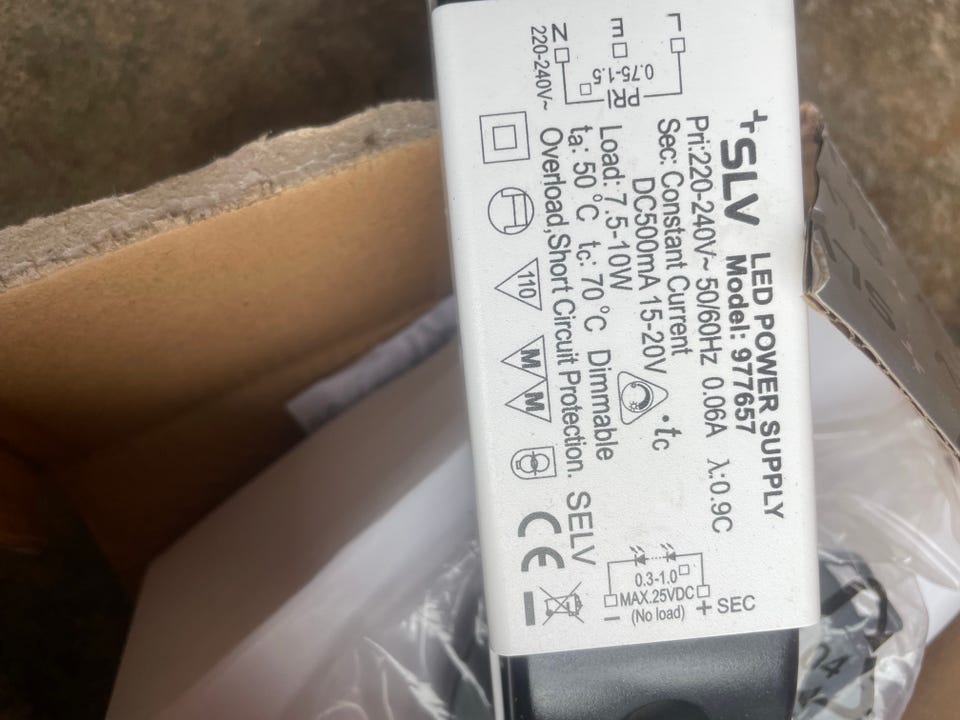 +SLV
LED POWER SUPPLY
Model: 977657
Pri:220-240V~ 50/60Hz 0.06A λ:0.9C
Sec: Constant Current
DC500mA 15-20V
Load: 7.5-10W
ta: 50°C tc: 70°C Dimmable
Overload,Short Circuit Protection. SELV
•tc
L
E
N
220-240V~
0.75-1.5
PRI
110
M M
CE
0.3-1.0
MAX.25VDC
(No load)
+ SEC
-
04